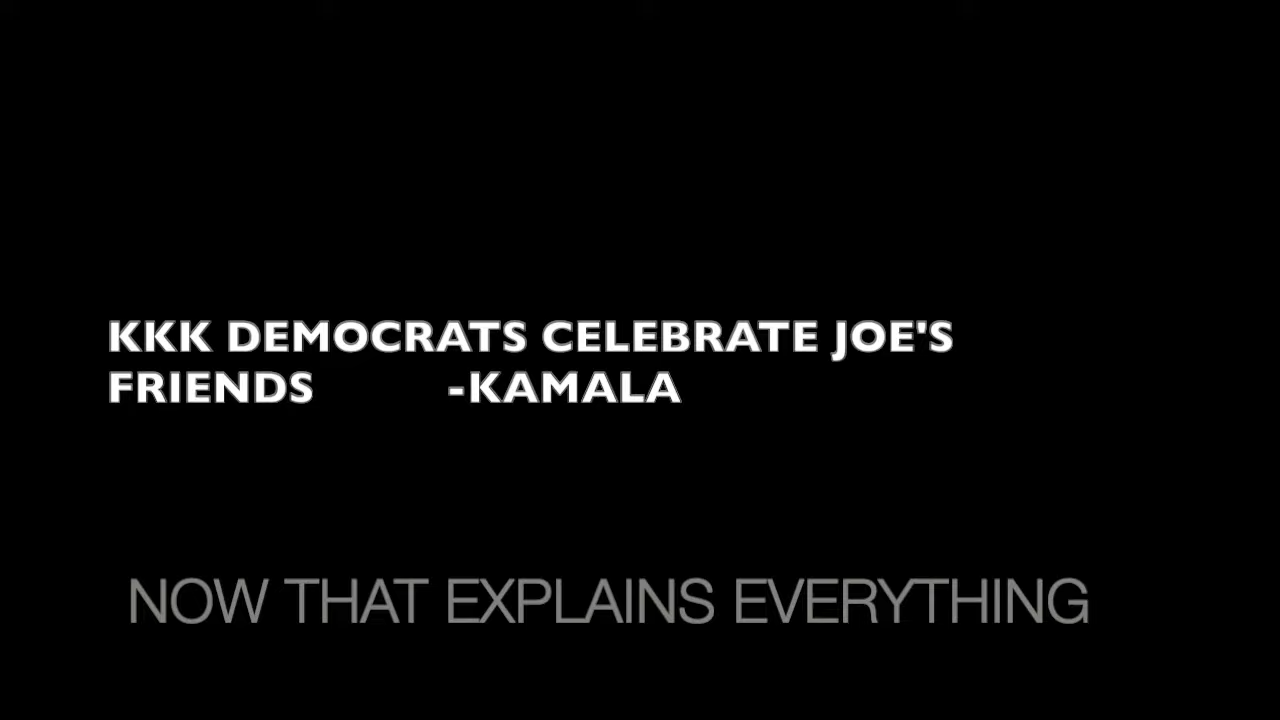 KKK DEMOCRATS CELEBRATE JOE'S
FRIENDS -KAMALA
NOW THAT EXPLAINS EVERYTHING